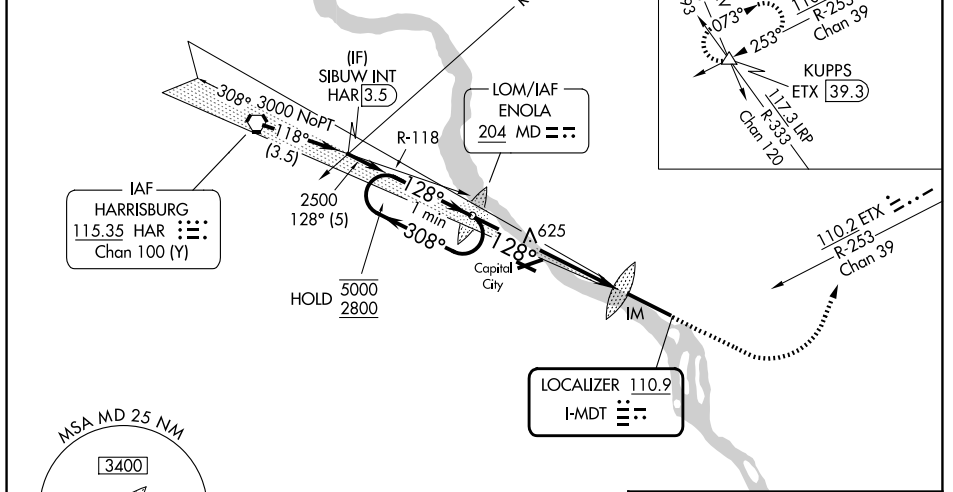 (IF)
SIBUW INT
HAR 3.5
LOM/IAF
ENOLA
204 MD
308°
3000 NoPT
118°
(3.5)
R-118
IAF
HARRISBURG
115.35 HAR
Chan 100 (Y)
2500
128° (5)
128°
1 min
308°
128°
625
Capital
City
HOLD 5000
2800
IM
LOCALIZER 110.9
I-MDT
MSA MD 25 NM
3400
073°
253°
R-253
Chan 39
KUPPS
ETX 39.3
117.3 LRP
R-333
Chan 120
110.2 ETX
R-253
Chan 39